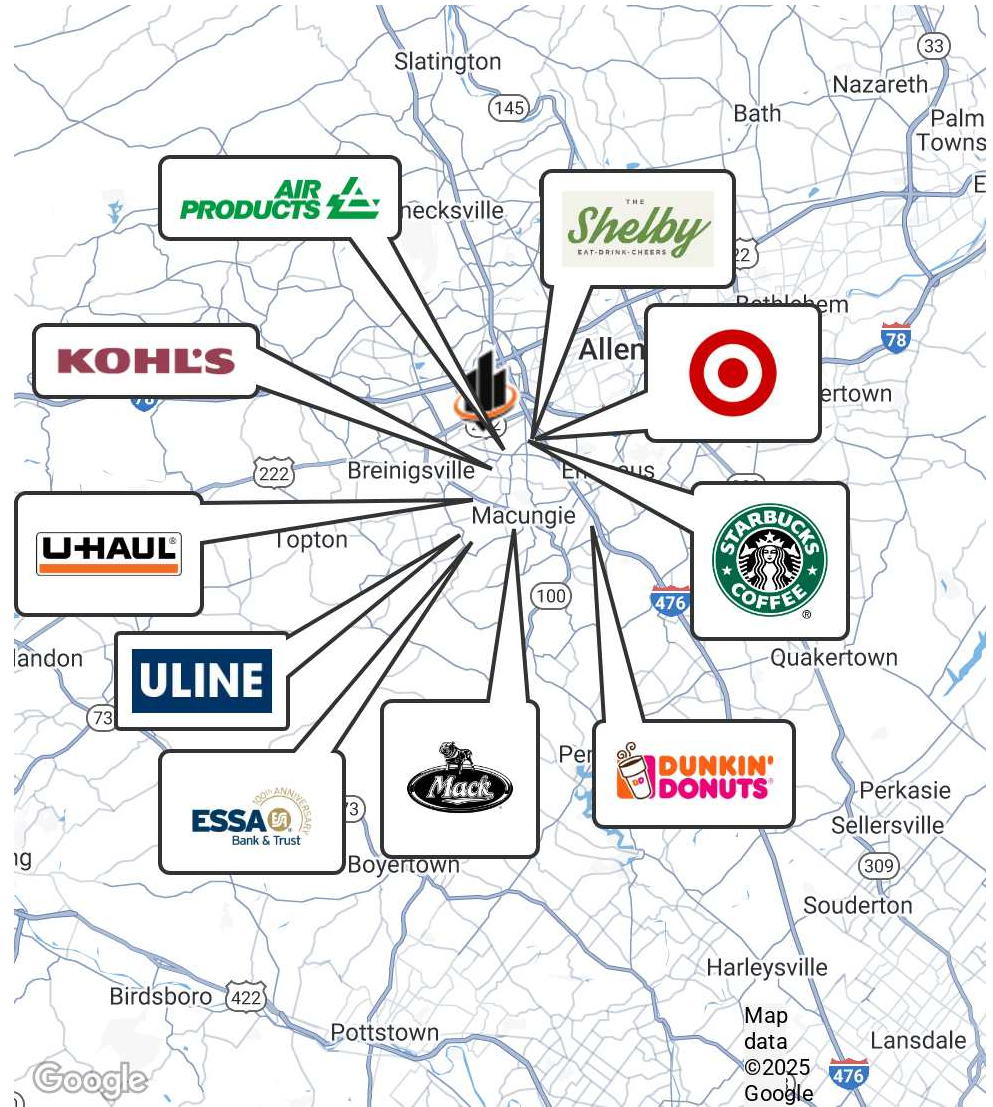 33
Slatington
Nazareth
145
Bath
Palm
Towns
AIR
PRODUCTS
necksville
THE
Shelby
EAT-DRINK-CHEERS
E
22
Bethlehem
78
KOHL'S
Allen
ertown
222
Breinigsville
Macungie
U-HAUL®
Topton
STARBUCKS
COFFEE
®
100
476
landon
ULINE
Quakertown
73
100th ANNIVERSARY
ESSA
Bank & Trust
73
Mack
Per
DUNKIN'
DONUTS
DD
Perkasie
Sellersville
ng
Boyertown
309
Souderton
Harleysville
Birdsboro
422
Pottstown
Map
data
©2025
Google
Lansdale
476
Google